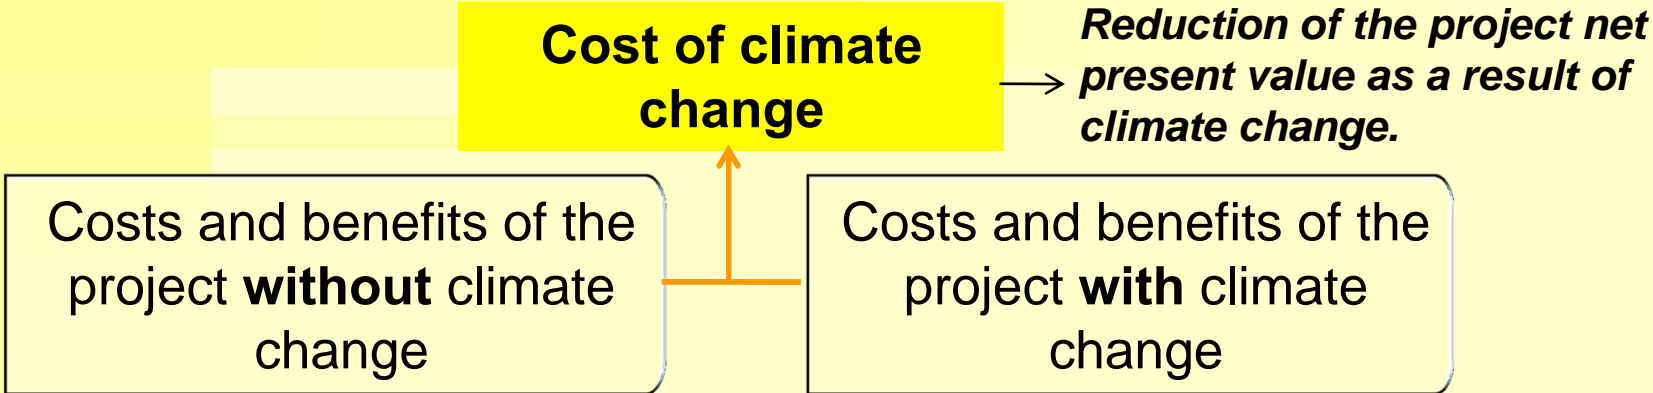 Cost of climate
change
Reduction of the project net
present value as a result of
climate change.
Costs and benefits of the
project without climate
change
Costs and benefits of the
project with climate
change